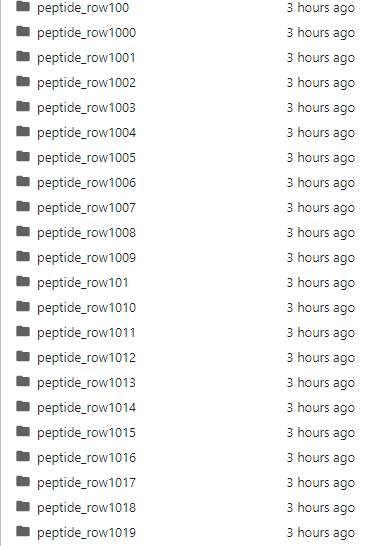 peptide_row100 3 hours ago
peptide_row1000 3 hours ago
peptide_row1001 3 hours ago
peptide_row1002 3 hours ago
peptide_row1003 3 hours ago
peptide_row1004 3 hours ago
peptide_row1005 3 hours ago
peptide_row1006 3 hours ago
peptide_row1007 3 hours ago
peptide_row1008 3 hours ago
peptide_row1009 3 hours ago
peptide_row101 3 hours ago
peptide_row1010 3 hours ago
peptide_row1011 3 hours ago
peptide_row1012 3 hours ago
peptide_row1013 3 hours ago
peptide_row1014 3 hours ago
peptide_row1015 3 hours ago
peptide_row1016 3 hours ago
peptide_row1017 3 hours ago
peptide_row1018 3 hours ago
peptide_row1019 3 hours ago